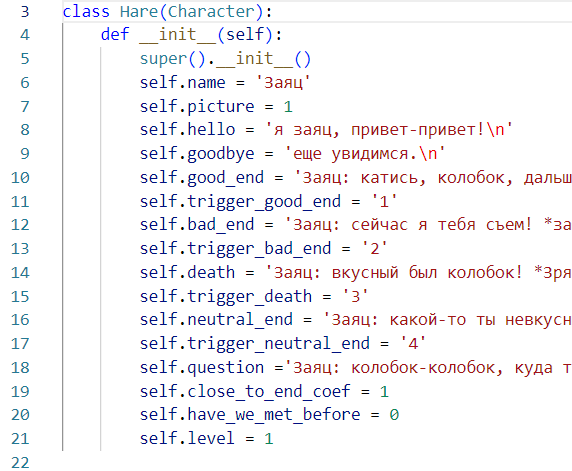 3 class Hare(Character):
4 def __init__(self):
5 super().__init__()
6 self.name = 'Заяц'
7 self.picture = 1
8 self.hello = 'я заяц, привет-привет!\n'
9 self.goodbye = 'еще увидимся.\n'
10 self.good_end = 'Заяц: катись, колобок, дальш
11 self.trigger_good_end = '1'
12 self.bad_end = 'Заяц: сейчас я тебя съем! *за
13 self.trigger_bad_end = '2'
14 self.death = 'Заяц: вкусный был колобок! *Зря
15 self.trigger_death = '3'
16 self.neutral_end = 'Заяц: какой-то ты невкусн
17 self.trigger_neutral_end = '4'
18 self.question ='Заяц: колобок-колобок, куда т
19 self.close_to_end_coef = 1
20 self.have_we_met_before = 0
21 self.level = 1
22